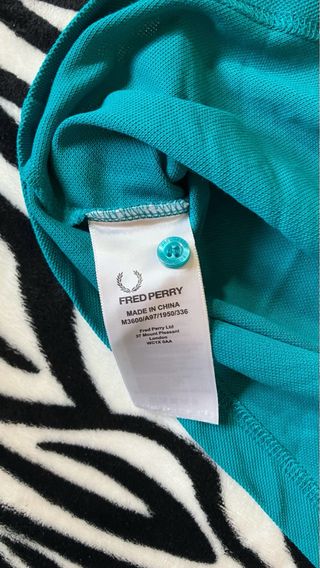 FRED PERRY
MADE IN CHINA
M3600/A97/1950/336
Fred Perry Ltd
37 Mount Pleasant
London
WC1X 0AA